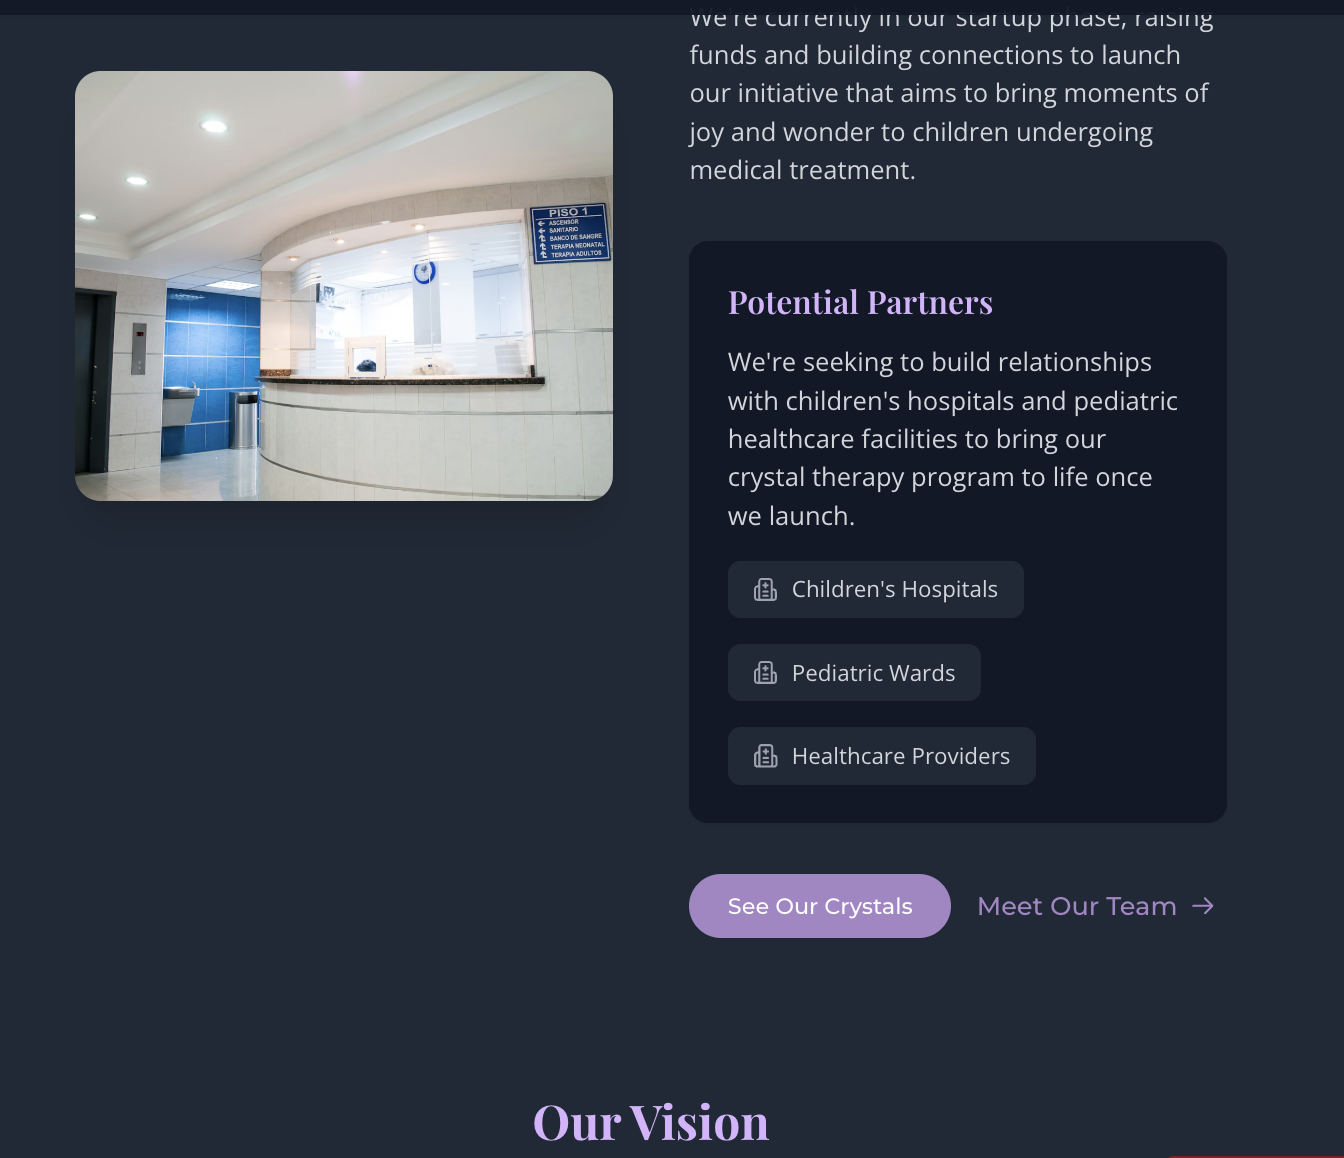 We're currently in our startup phase, raising
funds and building connections to launch
our initiative that aims to bring moments of
joy and wonder to children undergoing
medical treatment.
PISO 1
ASCENSOR
SANITARIO
BANCO DE SANGRE
TERAPIA NEONATAL
TERAPIA ADULTOS
Potential Partners
We're seeking to build relationships
with children's hospitals and pediatric
healthcare facilities to bring our
crystal therapy program to life once
we launch.
Children's Hospitals
Pediatric Wards
Healthcare Providers
See Our Crystals
Meet Our Team →
Our Vision